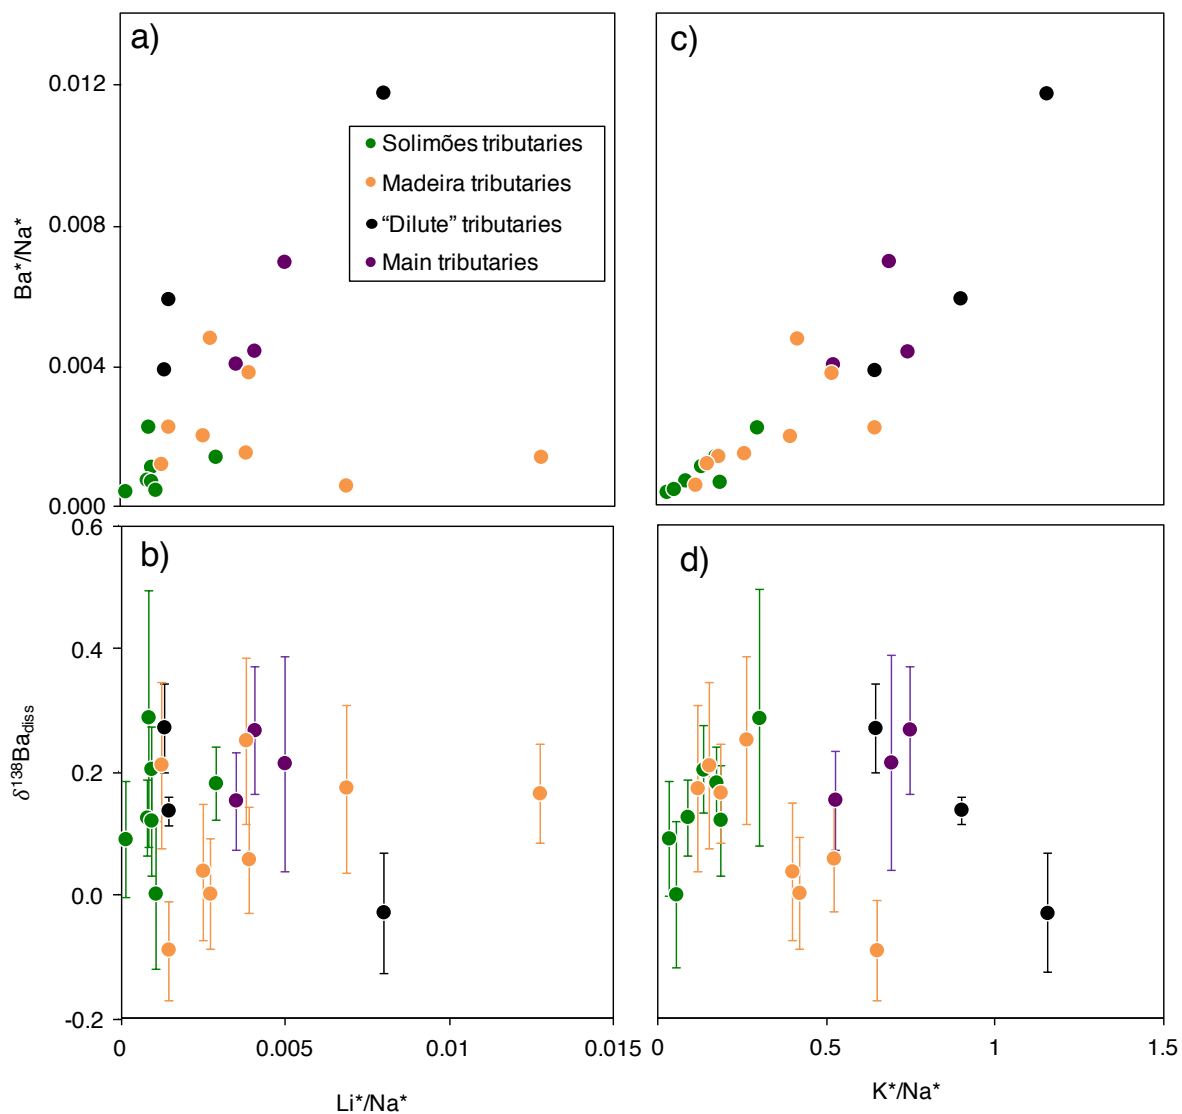 a)
c)
0.012
0.008
0.004
0.000
Ba*/Na*
Solimões tributaries
Madeira tributaries
“Dilute” tributaries
Main tributaries
b)
d)
0.6
0.4
0.2
0.0
-0.2
δ¹³⁸Ba_diss
0
0.005
0.01
0.015
Li*/Na*
0
0.5
1
1.5
K*/Na*